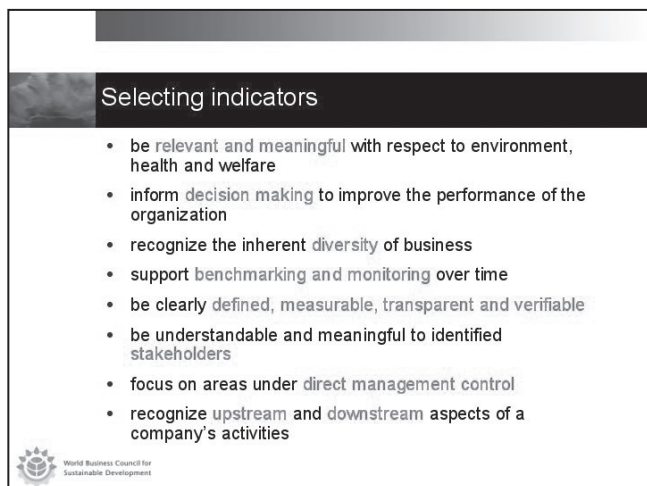 Selecting indicators
• be relevant and meaningful with respect to environment,
health and welfare
• inform decision making to improve the performance of the
organization
• recognize the inherent diversity of business
• support benchmarking and monitoring over time
• be clearly defined, measurable, transparent and verifiable
• be understandable and meaningful to identified
stakeholders
• focus on areas under direct management control
• recognize upstream and downstream aspects of a
company's activities
World Business Council for
Sustainable Development